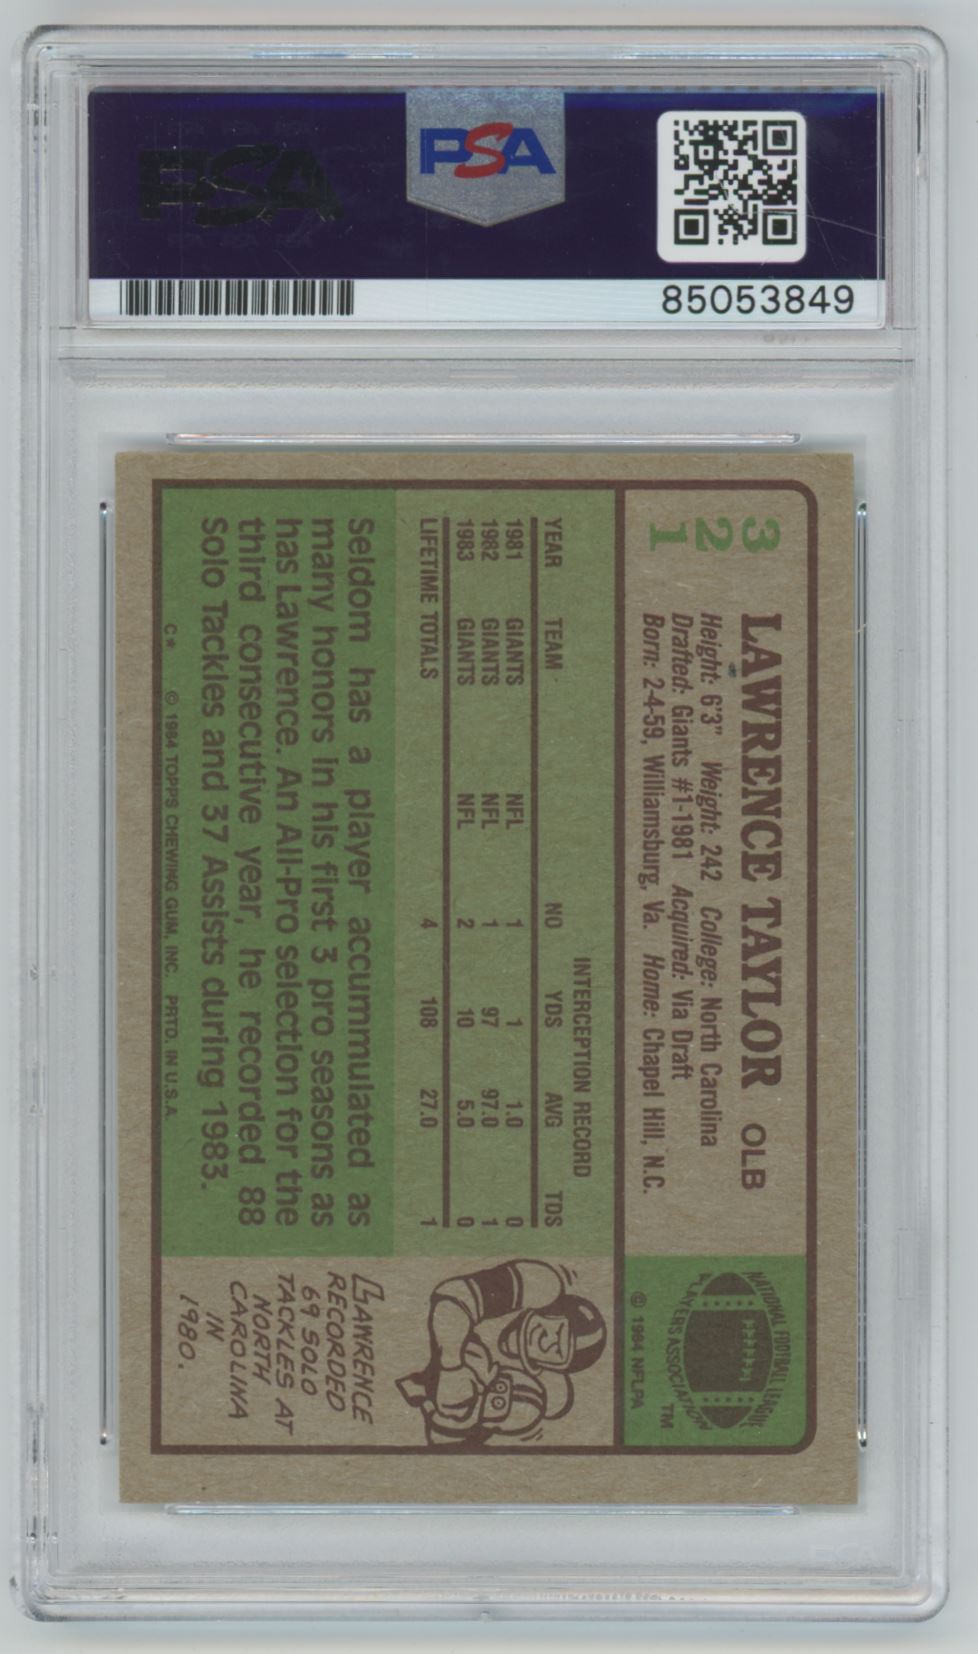 PSA
PSA
85053849
321 LAWRENCE TAYLOR OLB
Height: 6'3" Weight: 242 College: North Carolina
Drafted: Giants #1-1981 Acquired: Via Draft
Born: 2-4-59, Williamsburg, Va. Home: Chapel Hill, N.C.
NATIONAL FOOTBALL LEAGUE
PLAYERS ASSOCIATION
TM
© 1984 NFLPA
INTERCEPTION RECORD
YEAR TEAM NO YDS AVG TDS
1981 GIANTS NFL 1 1 1.0 0
1982 GIANTS NFL 1 97 97.0 1
1983 GIANTS NFL 2 10 5.0 0
LIFETIME TOTALS 4 108 27.0 1
Seldom has a player accummulated as
many honors in his first 3 pro seasons as
has Lawrence. An All-Pro selection for the
third consecutive year, he recorded 88
Solo Tackles and 37 Assists during 1983.
LAWRENCE
RECORDED
69 SOLO
TACKLES AT
NORTH
CAROLINA
IN
1980.
C* © 1984 TOPPS CHEWING GUM, INC. PRTD. IN U.S.A.